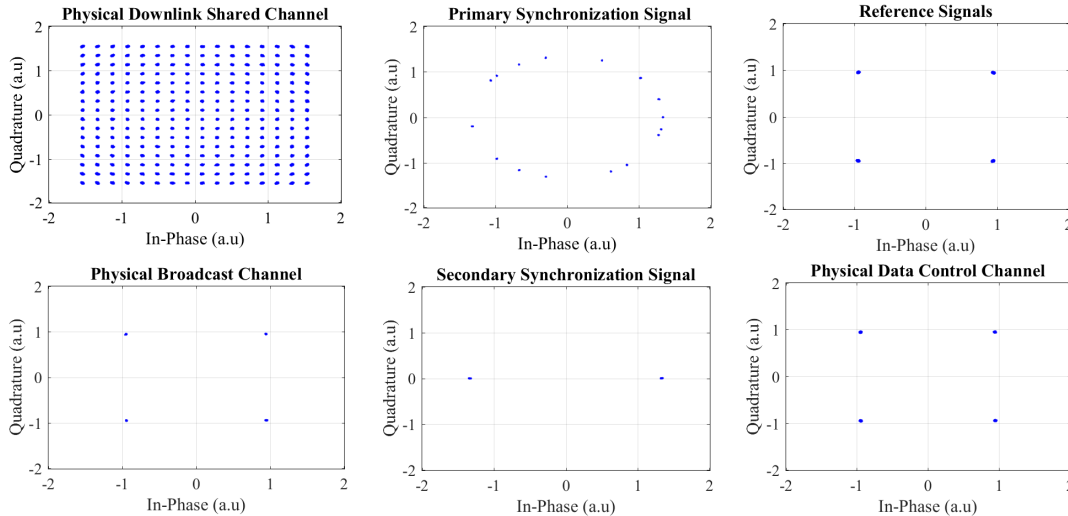 Physical Downlink Shared Channel
2
1
0
-1
-2
Quadrature (a.u)
-2 -1 0 1 2
In-Phase (a.u)
Primary Synchronization Signal
2
1
0
-1
-2
Quadrature (a.u)
-2 -1 0 1 2
In-Phase (a.u)
Reference Signals
2
1
0
-1
-2
Quadrature (a.u)
-2 -1 0 1 2
In-Phase (a.u)
Physical Broadcast Channel
2
1
0
-1
-2
Quadrature (a.u)
-2 -1 0 1 2
In-Phase (a.u)
Secondary Synchronization Signal
2
1
0
-1
-2
Quadrature (a.u)
-2 -1 0 1 2
In-Phase (a.u)
Physical Data Control Channel
2
1
0
-1
-2
Quadrature (a.u)
-2 -1 0 1 2
In-Phase (a.u)